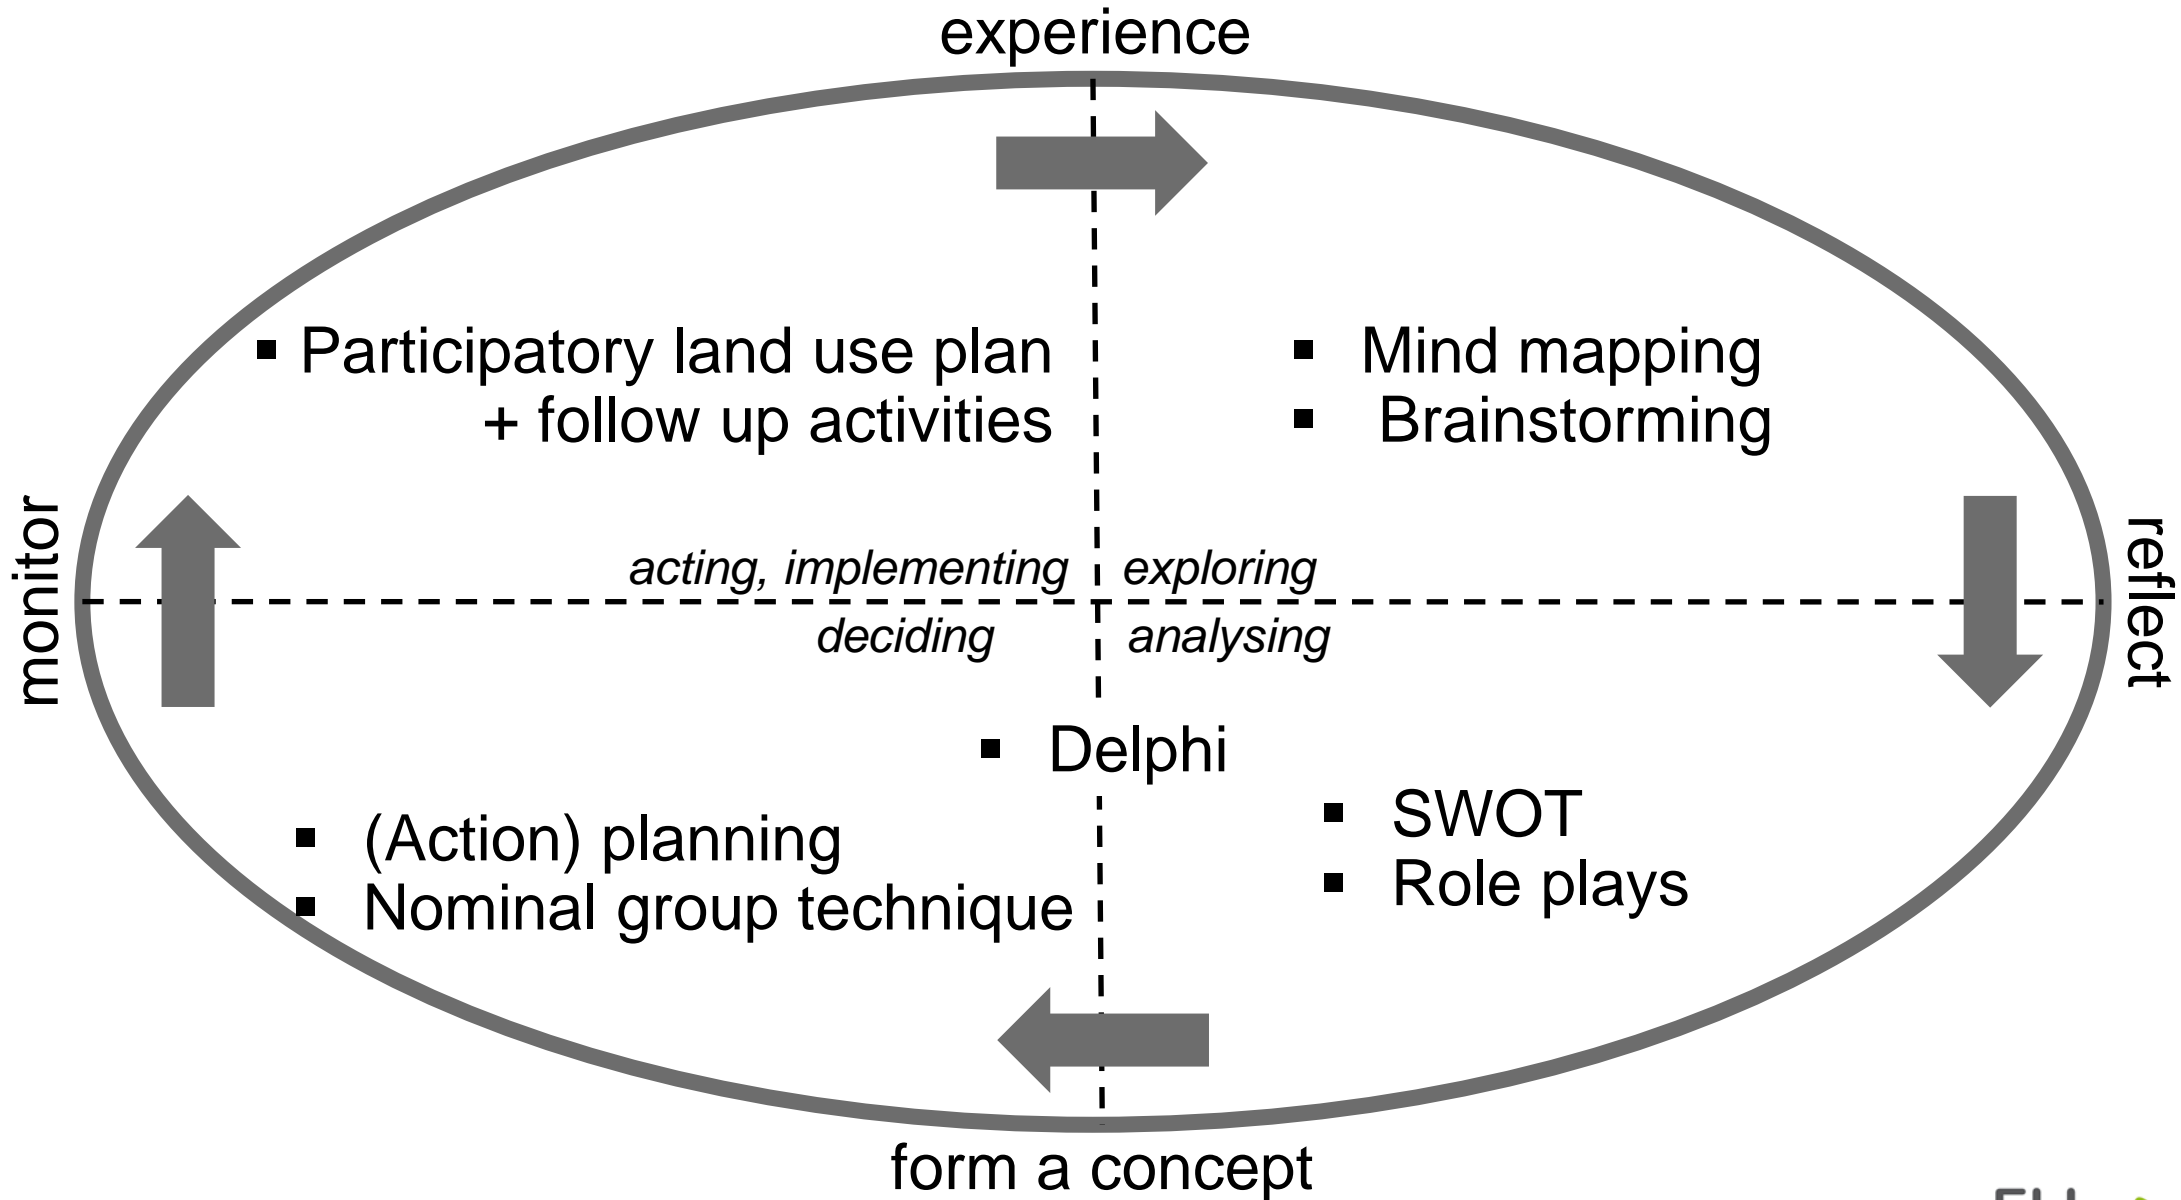 experience
▪ Participatory land use plan
+ follow up activities
▪ Mind mapping
▪ Brainstorming
monitor
reflect
acting, implementing
exploring
deciding
analysing
▪ Delphi
▪ (Action) planning
▪ Nominal group technique
▪ SWOT
▪ Role plays
form a concept